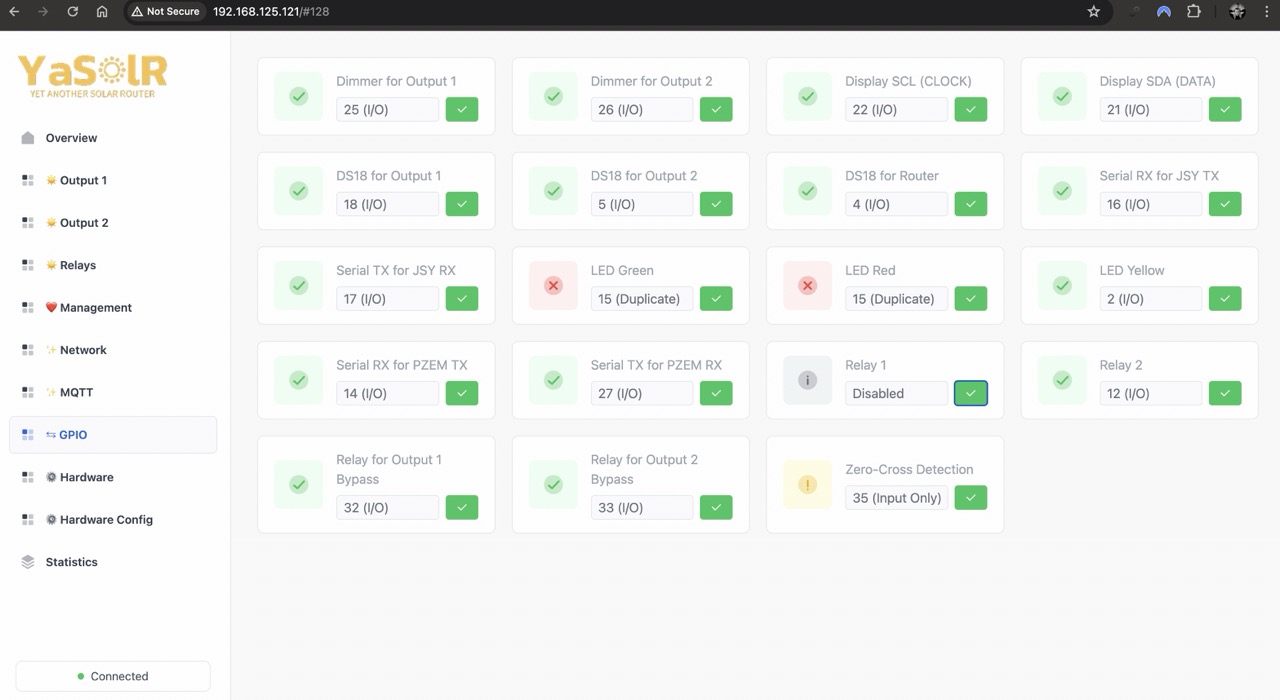 Not Secure 192.168.125.121/#128
YaSolR
YET ANOTHER SOLAR ROUTER
Overview
Output 1
Output 2
Relays
Management
Network
MQTT
GPIO
Hardware
Hardware Config
Statistics
Connected
Dimmer for Output 1
25 (I/O)
Dimmer for Output 2
26 (I/O)
Display SCL (CLOCK)
22 (I/O)
Display SDA (DATA)
21 (I/O)
DS18 for Output 1
18 (I/O)
DS18 for Output 2
5 (I/O)
DS18 for Router
4 (I/O)
Serial RX for JSY TX
16 (I/O)
Serial TX for JSY RX
17 (I/O)
LED Green
15 (Duplicate)
LED Red
15 (Duplicate)
LED Yellow
2 (I/O)
Serial RX for PZEM TX
14 (I/O)
Serial TX for PZEM RX
27 (I/O)
Relay 1
Disabled
Relay 2
12 (I/O)
Relay for Output 1
Bypass
32 (I/O)
Relay for Output 2
Bypass
33 (I/O)
Zero-Cross Detection
35 (Input Only)